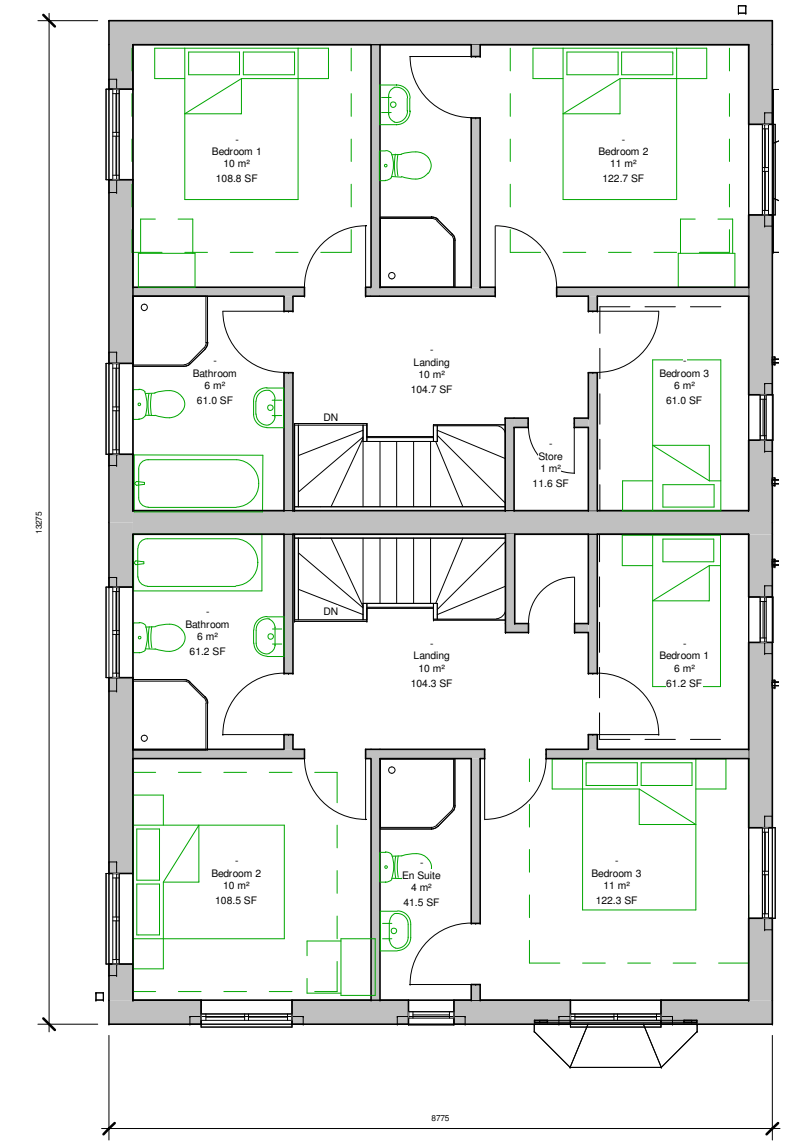 -
Bedroom 1
10 m²
108.8 SF
-
Bedroom 2
11 m²
122.7 SF
-
Bathroom
6 m²
61.0 SF
-
Landing
10 m²
104.7 SF
-
Bedroom 3
6 m²
61.0 SF
DN
-
Store
1 m²
11.6 SF
13275
-
Bathroom
6 m²
61.2 SF
DN
-
Landing
10 m²
104.3 SF
-
Bedroom 1
6 m²
61.2 SF
-
Bedroom 2
10 m²
108.5 SF
-
En Suite
4 m²
41.5 SF
-
Bedroom 3
11 m²
122.3 SF
8775